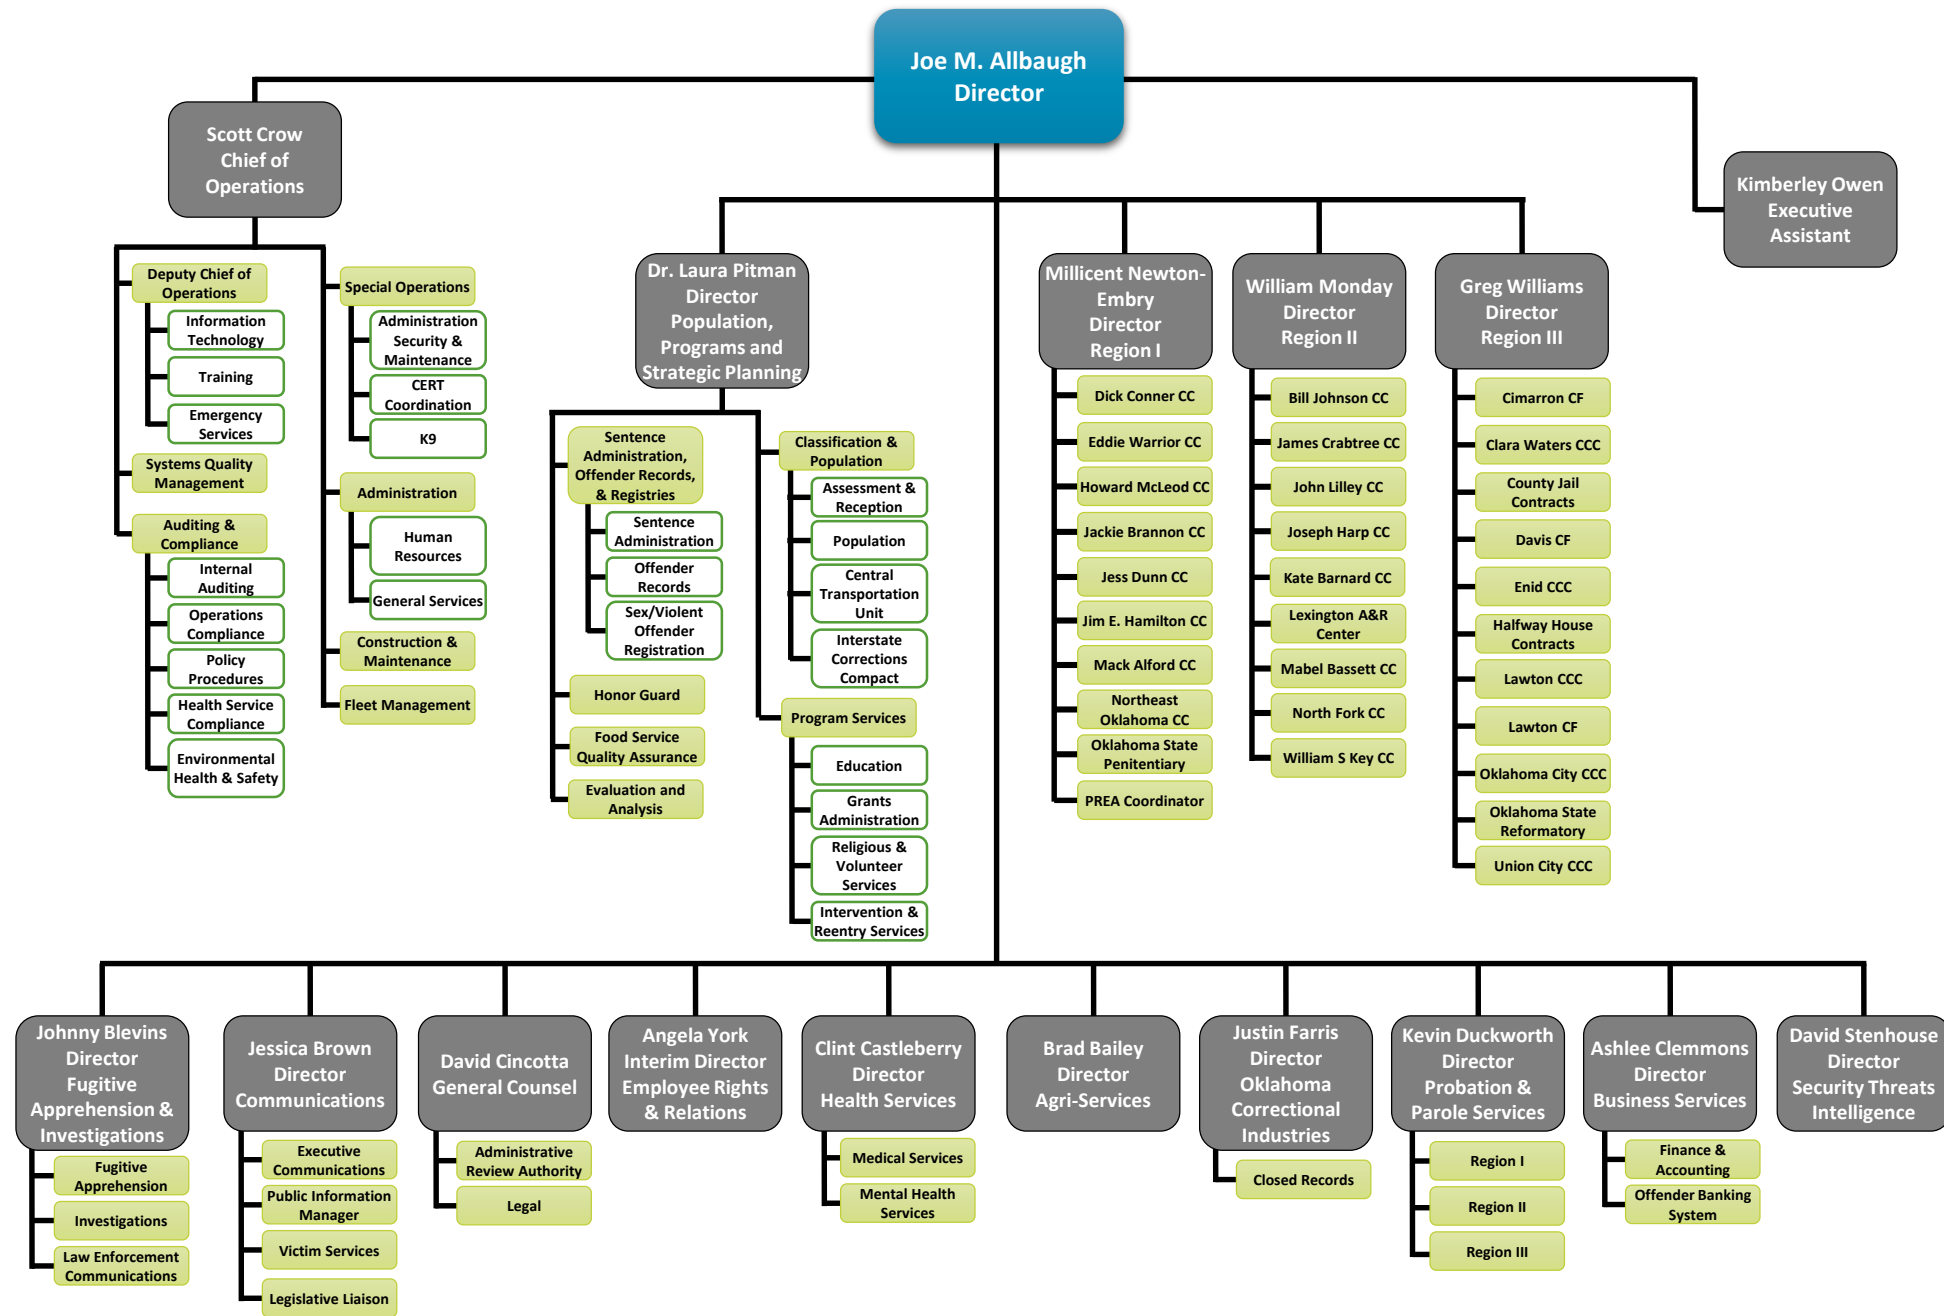 Joe M. Allbaugh
Director
Scott Crow
Chief of
Operations
Kimberley Owen
Executive
Assistant
Deputy Chief of
Operations
Information
Technology
Training
Emergency
Services
Systems Quality
Management
Auditing &
Compliance
Internal
Auditing
Operations
Compliance
Policy
Procedures
Health Service
Compliance
Environmental
Health & Safety
Special Operations
Administration
Security &
Maintenance
CERT
Coordination
K9
Administration
Human
Resources
General Services
Construction &
Maintenance
Fleet Management
Dr. Laura Pitman
Director
Population,
Programs and
Strategic Planning
Sentence
Administration,
Offender Records,
& Registries
Sentence
Administration
Offender
Records
Sex/Violent
Offender
Registration
Honor Guard
Food Service
Quality Assurance
Evaluation and
Analysis
Classification &
Population
Assessment &
Reception
Population
Central
Transportation
Unit
Interstate
Corrections
Compact
Program Services
Education
Grants
Administration
Religious &
Volunteer
Services
Intervention &
Reentry Services
Millicent Newton-
Embry
Director
Region I
Dick Conner CC
Eddie Warrior CC
Howard McLeod CC
Jackie Brannon CC
Jess Dunn CC
Jim E. Hamilton CC
Mack Alford CC
Northeast
Oklahoma CC
Oklahoma State
Penitentiary
PREA Coordinator
William Monday
Director
Region II
Bill Johnson CC
James Crabtree CC
John Lilley CC
Joseph Harp CC
Kate Barnard CC
Lexington A&R
Center
Mabel Bassett CC
North Fork CC
William S Key CC
Greg Williams
Director
Region III
Cimarron CF
Clara Waters CCC
County Jail
Contracts
Davis CF
Enid CCC
Halfway House
Contracts
Lawton CCC
Lawton CF
Oklahoma City CCC
Oklahoma State
Reformatory
Union City CCC
Johnny Blevins
Director
Fugitive
Apprehension &
Investigations
Fugitive
Apprehension
Investigations
Law Enforcement
Communications
Jessica Brown
Director
Communications
Executive
Communications
Public Information
Manager
Victim Services
Legislative Liaison
David Cincotta
General Counsel
Administrative
Review Authority
Legal
Angela York
Interim Director
Employee Rights
& Relations
Clint Castleberry
Director
Health Services
Medical Services
Mental Health
Services
Brad Bailey
Director
Agri-Services
Justin Farris
Director
Oklahoma
Correctional
Industries
Closed Records
Kevin Duckworth
Director
Probation &
Parole Services
Region I
Region II
Region III
Ashlee Clemmons
Director
Business Services
Finance &
Accounting
Offender Banking
System
David Stenhouse
Director
Security Threats
Intelligence